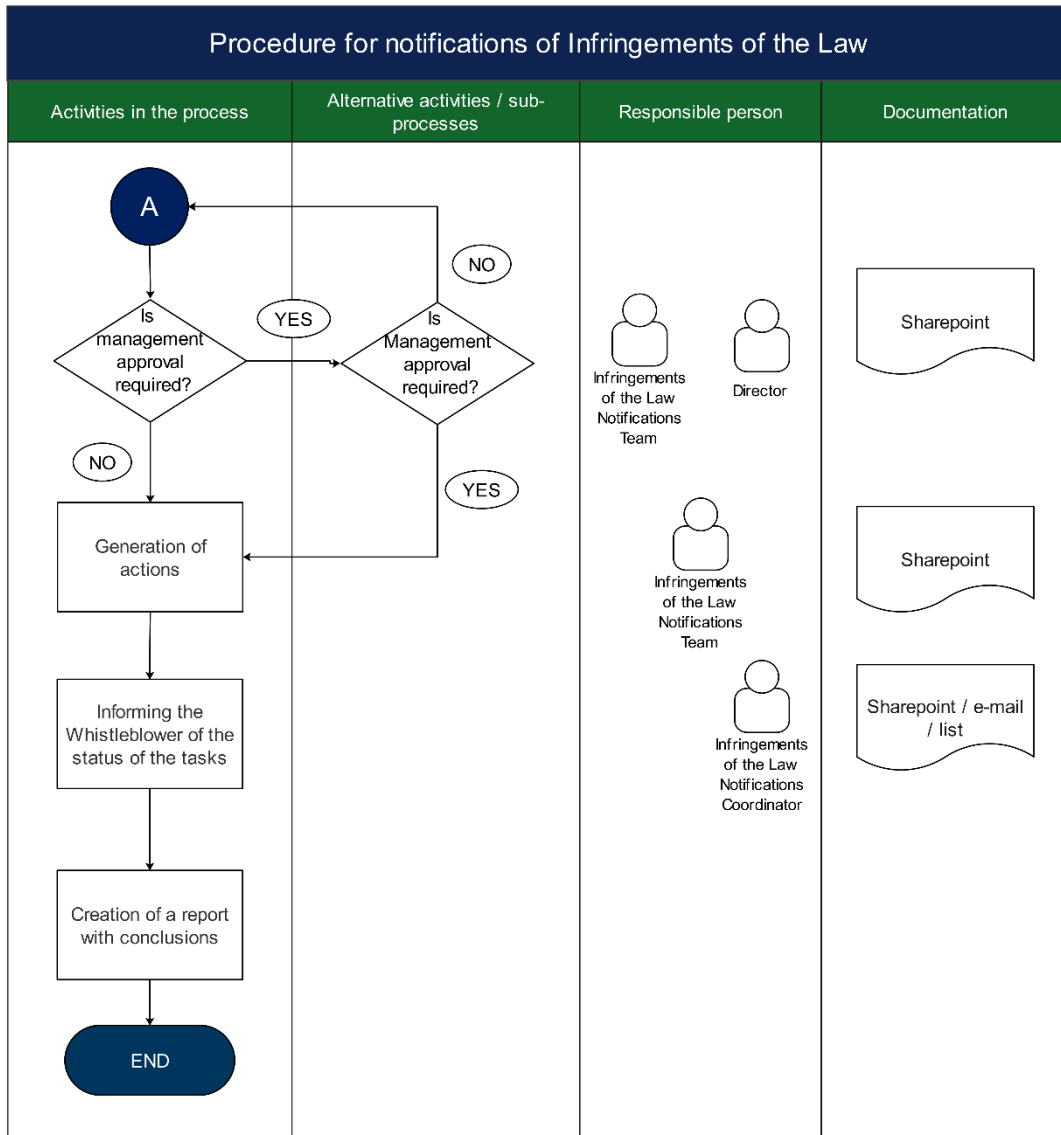 Procedure for notifications of Infringements of the Law
Activities in the process
Alternative activities / sub-
processes
Responsible person
Documentation
A
NO
YES
Is
management
approval
required?
Is
Management
approval
required?
Infringements
of the Law
Notifications
Team
Director
Sharepoint
NO
YES
Generation of
actions
Infringements
of the Law
Notifications
Team
Sharepoint
Informing the
Whistleblower of the
status of the tasks
Infringements
of the Law
Notifications
Coordinator
Sharepoint / e-mail
/ list
Creation of a report
with conclusions
END